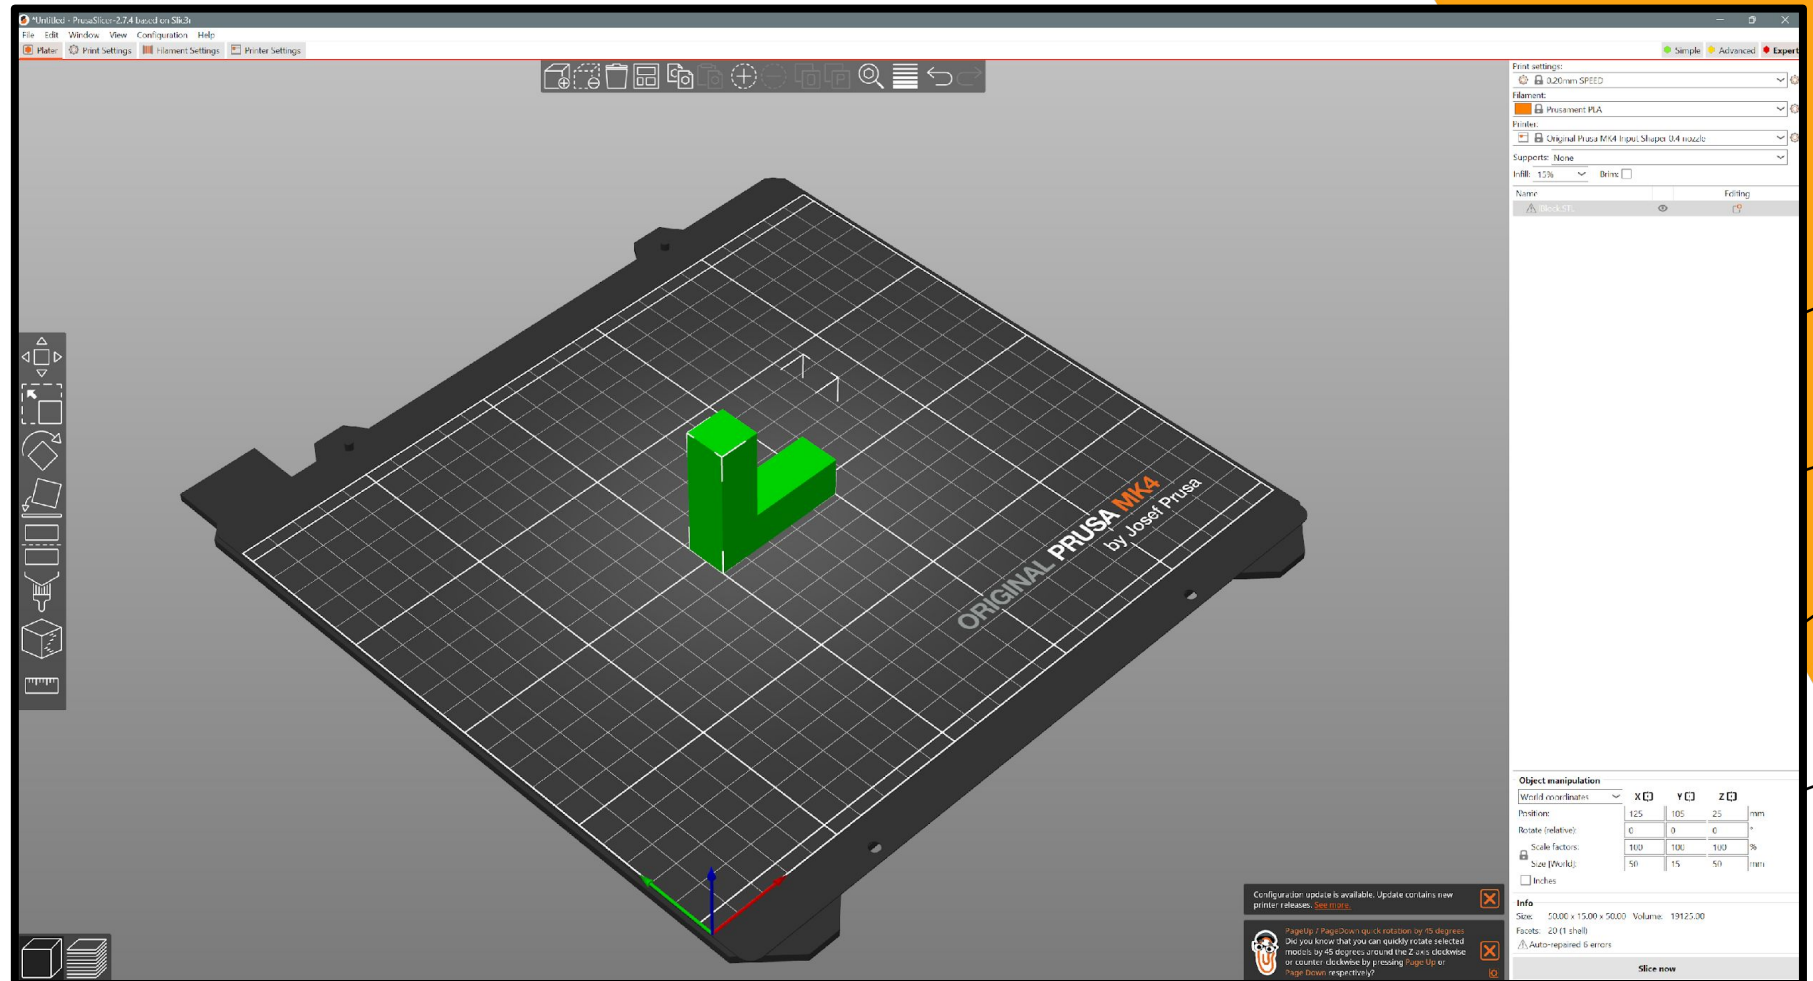 *Untitled - PrusaSlicer-2.7.4 based on Slic3r
File Edit Window View Configuration Help
Plater Print Settings Filament Settings Printer Settings
Simple Advanced Expert
Print settings:
0.20mm SPEED
Filament:
Prusament PLA
Printer:
Original Prusa MK4 Input Shaper 0.4 nozzle
Supports: None
Infill: 15% Brim:
Name Editing
Block.STL
ORIGINAL PRUSA MK4
by Josef Prusa
Object manipulation
World coordinates X Y Z
Position: 125 105 25 mm
Rotate (relative): 0 0 0 °
Scale factors: 100 100 100 %
Size [World]: 50 15 50 mm
Inches
Info
Size: 50.00 x 15.00 x 50.00 Volume: 19125.00
Facets: 20 (1 shell)
Auto-repaired 6 errors
Slice now
Configuration update is available. Update contains new
printer releases. See more.
PageUp / PageDown quick rotation by 45 degrees
Did you know that you can quickly rotate selected
models by 45 degrees around the Z-axis clockwise
or counter-clockwise by pressing Page Up or
Page Down respectively?